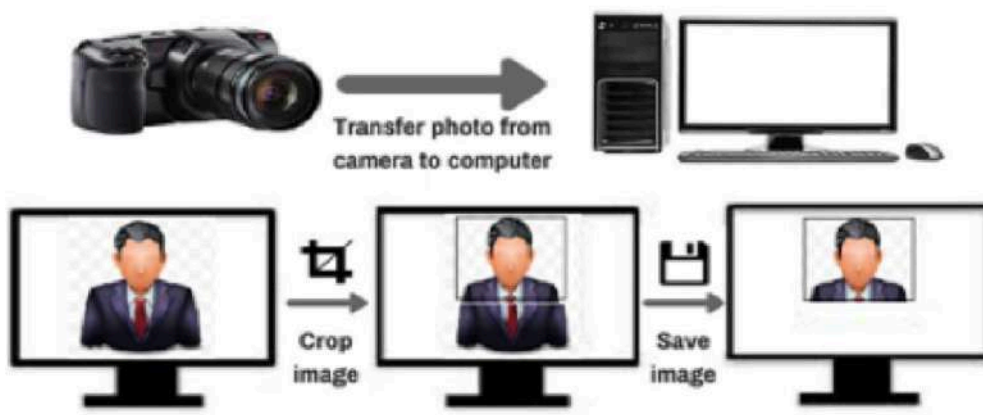 Transfer photo from
camera to computer
Crop
image
Save
image